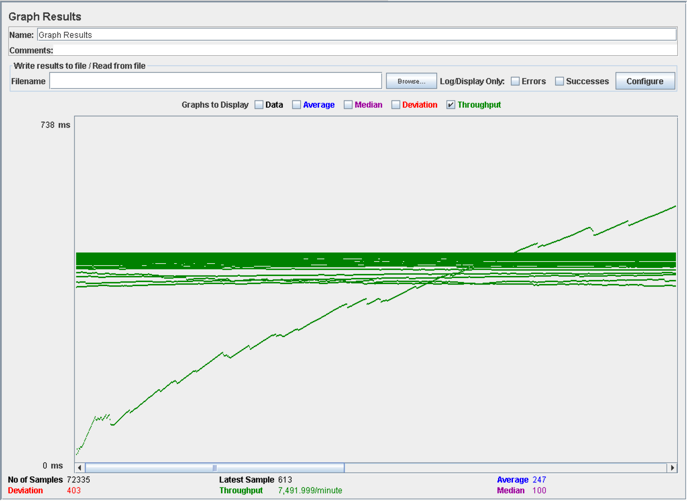 Graph Results
Name: Graph Results
Comments:
Write results to file / Read from file
Filename Browse... Log/Display Only: Errors Successes Configure
Graphs to Display Data Average Median Deviation Throughput
738 ms
0 ms
No of Samples 72335 Latest Sample 613 Average 247
Deviation 403 Throughput 7,491.999/minute Median 100